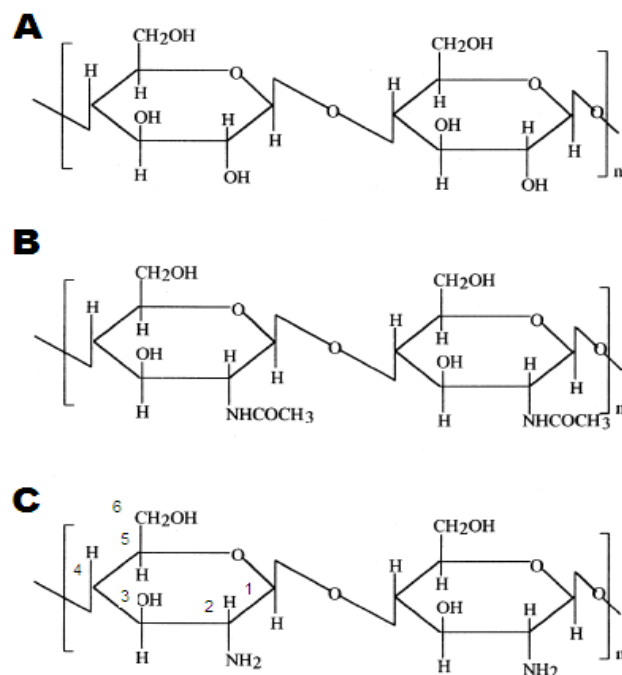 A
CH2OH CH2OH
H O H O
H H H
OH H O OH H O
H OH H
H OH H OH n
B
CH2OH CH2OH
H O H O
H H
OH H O OH H O
H H H H
NHCOCH3 NHCOCH3 n
C
6 CH2OH CH2OH
H 5 O H O
4 H H
3 OH 2 H 1 O OH H O
H H
H NH2 H NH2 n